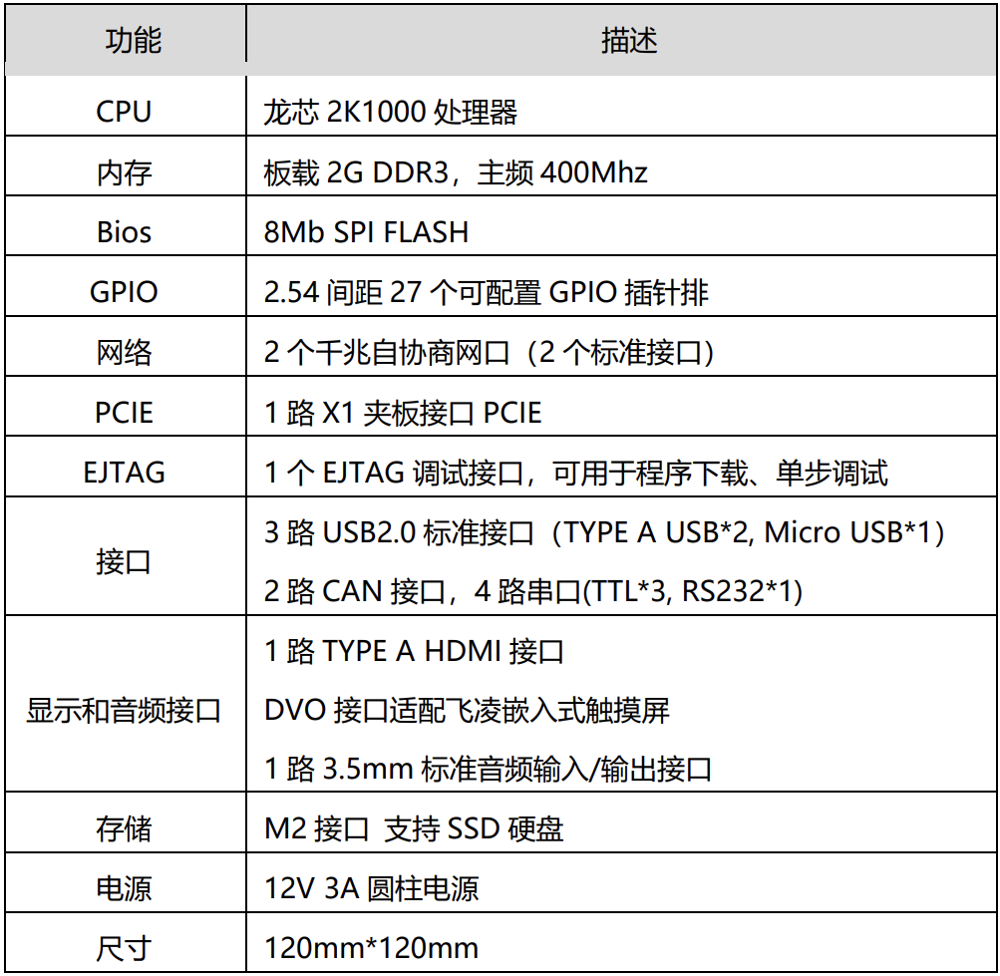 功能 描述
CPU 龙芯 2K1000 处理器
内存 板载 2G DDR3，主频 400Mhz
Bios 8Mb SPI FLASH
GPIO 2.54 间距 27 个可配置 GPIO 插针排
网络 2 个千兆自协商网口（2 个标准接口）
PCIE 1 路 X1 夹板接口 PCIE
EJTAG 1 个 EJTAG 调试接口，可用于程序下载、单步调试
接口
3 路 USB2.0 标准接口（TYPE A USB*2, Micro USB*1）
2 路 CAN 接口，4 路串口(TTL*3, RS232*1)
显示和音频接口
1 路 TYPE A HDMI 接口
DVO 接口适配飞凌嵌入式触摸屏
1 路 3.5mm 标准音频输入/输出接口
存储 M2 接口 支持 SSD 硬盘
电源 12V 3A 圆柱电源
尺寸 120mm*120mm